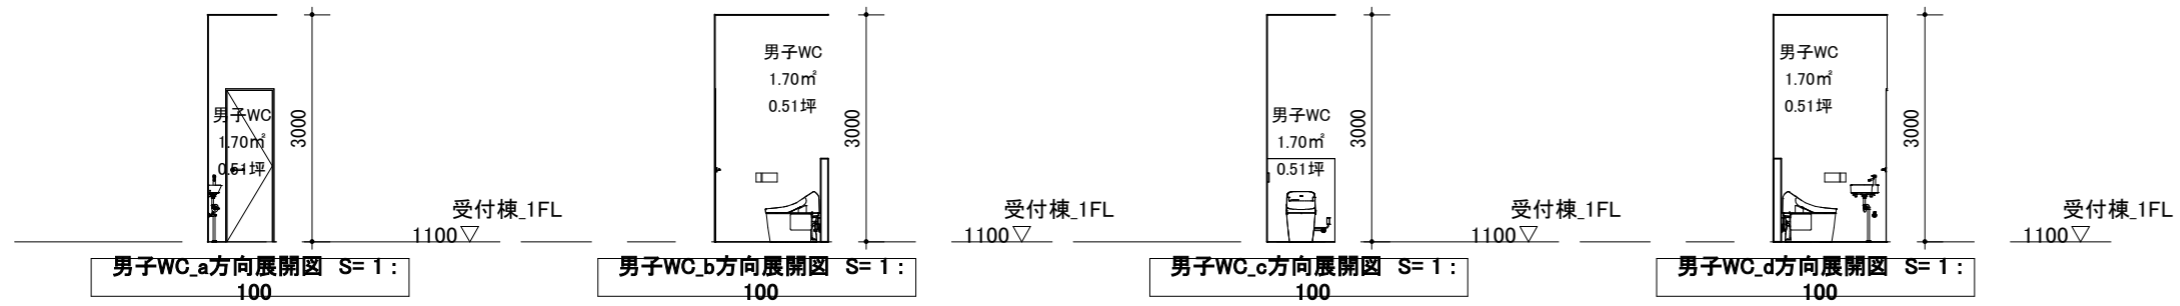 男子WC
1.70㎡
0.51坪
3000
受付棟_1FL
1100
男子WC_a方向展開図 S= 1 :
100
男子WC
1.70㎡
0.51坪
3000
受付棟_1FL
1100
男子WC_b方向展開図 S= 1 :
100
男子WC
1.70㎡
0.51坪
3000
受付棟_1FL
1100
男子WC_c方向展開図 S= 1 :
100
男子WC
1.70㎡
0.51坪
3000
受付棟_1FL
1100
男子WC_d方向展開図 S= 1 :
100